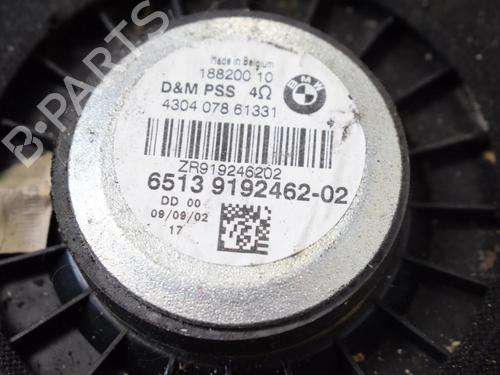 Made in Belgium
188200 10
D&M PSS 4Ω
4304 078 61331
BMW
ZR919246202
6513 9192462-02
DD 00
09/09/02
17
B-PARTS